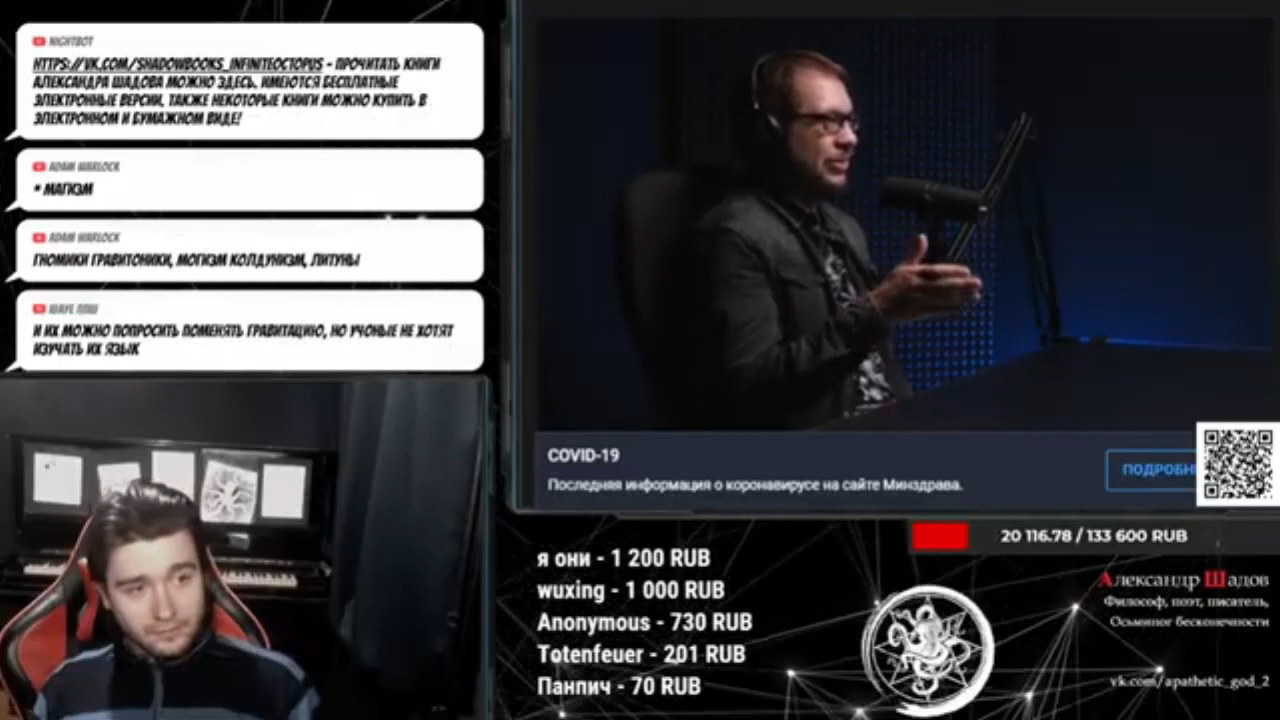 NIGHTBOT
HTTPS://VK.COM/SHADOWBOOKS_INFINITEOCTOPUS - ПРОЧИТАТЬ КНИГИ
АЛЕКСАНДРА ШАДОВА МОЖНО ЗДЕСЬ. ИМЕЮТСЯ БЕСПЛАТНЫЕ
ЭЛЕКТРОННЫЕ ВЕРСИИ, ТАКЖЕ НЕКОТОРЫЕ КНИГИ МОЖНО КУПИТЬ В
ЭЛЕКТРОННОМ И БУМАЖНОМ ВИДЕ!
ADAM WARLOCK
* МАГИЗМ
ADAM WARLOCK
ГНОМИКИ ГРАВИТОНИКИ, МОГИЗМ КОЛДУНИЗМ, ЛИТУНЫ
ШАУЕ ППШ
И ИХ МОЖНО ПОПРОСИТЬ ПОМЕНЯТЬ ГРАВИТАЦИЮ, НО УЧОНЫЕ НЕ ХОТЯТ
ИЗУЧАТЬ ИХ ЯЗЫК
COVID-19
Последняя информация о коронавирусе на сайте Минздрава.
ПОДРОБН
20 116.78 / 133 600 RUB
я они - 1 200 RUB
wuxing - 1 000 RUB
Anonymous - 730 RUB
Totenfeuer - 201 RUB
Панпич - 70 RUB
Александр Шадов
Философ, поэт, писатель,
Осьминог бесконечности
vk.com/apathetic_god_2